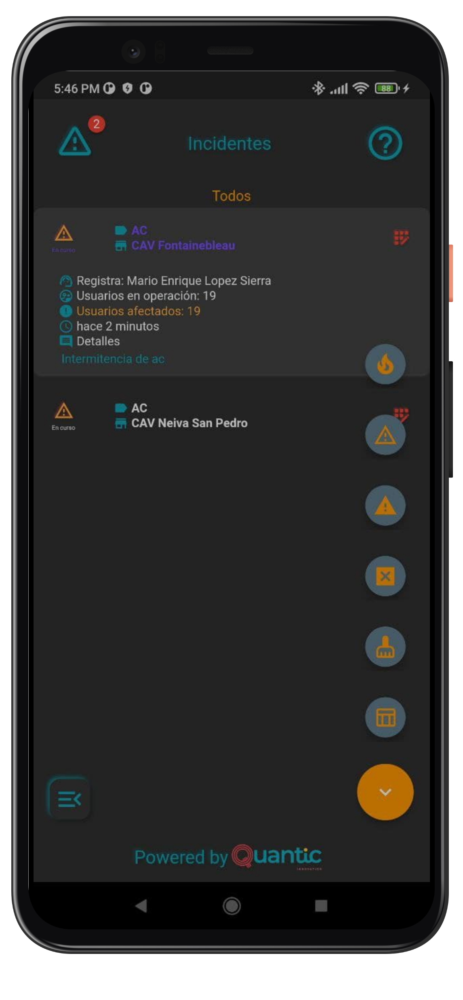 5:46 PM
88
2
Incidentes
Todos
AC
CAV Fontainebleau
En curso
Registra: Mario Enrique Lopez Sierra
Usuarios en operación: 19
Usuarios afectados: 19
hace 2 minutos
Detalles
Intermitencia de ac
AC
CAV Neiva San Pedro
En curso
Powered by Quantic
INNOVATION